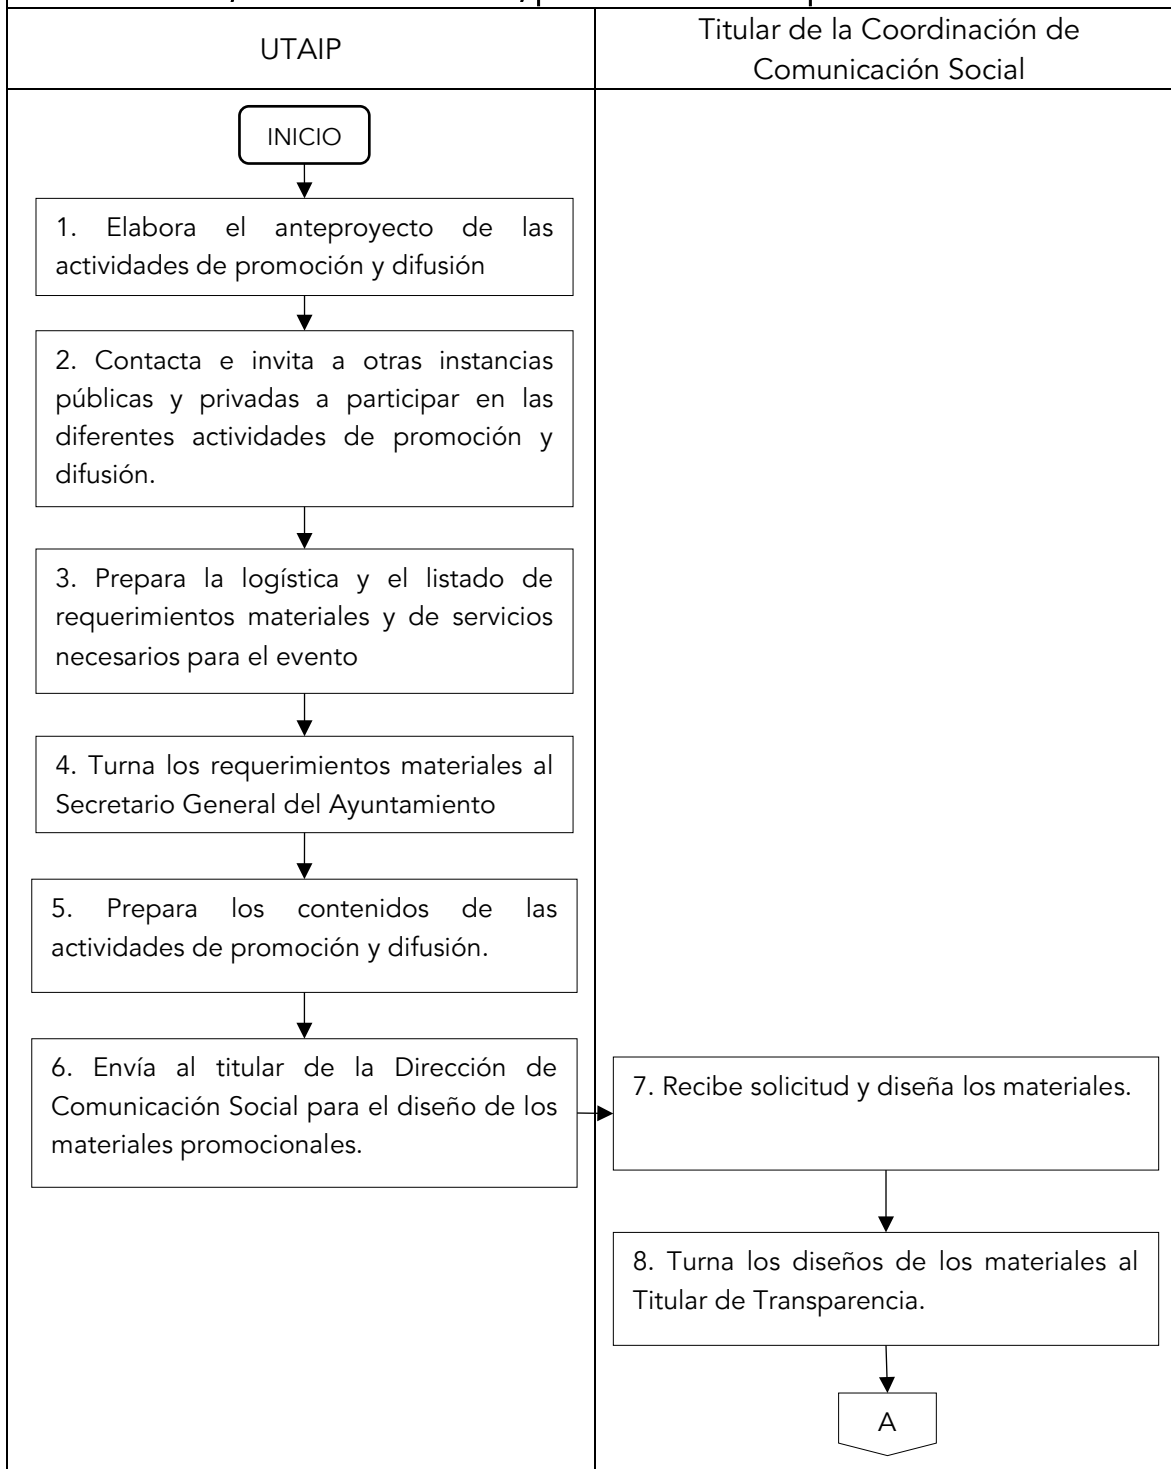 UTAIP
Titular de la Coordinación de
Comunicación Social
INICIO
1. Elabora el anteproyecto de las
actividades de promoción y difusión
2. Contacta e invita a otras instancias
públicas y privadas a participar en las
diferentes actividades de promoción y
difusión.
3. Prepara la logística y el listado de
requerimientos materiales y de servicios
necesarios para el evento
4. Turna los requerimientos materiales al
Secretario General del Ayuntamiento
5. Prepara los contenidos de las
actividades de promoción y difusión.
6. Envía al titular de la Dirección de
Comunicación Social para el diseño de los
materiales promocionales.
7. Recibe solicitud y diseña los materiales.
8. Turna los diseños de los materiales al
Titular de Transparencia.
A